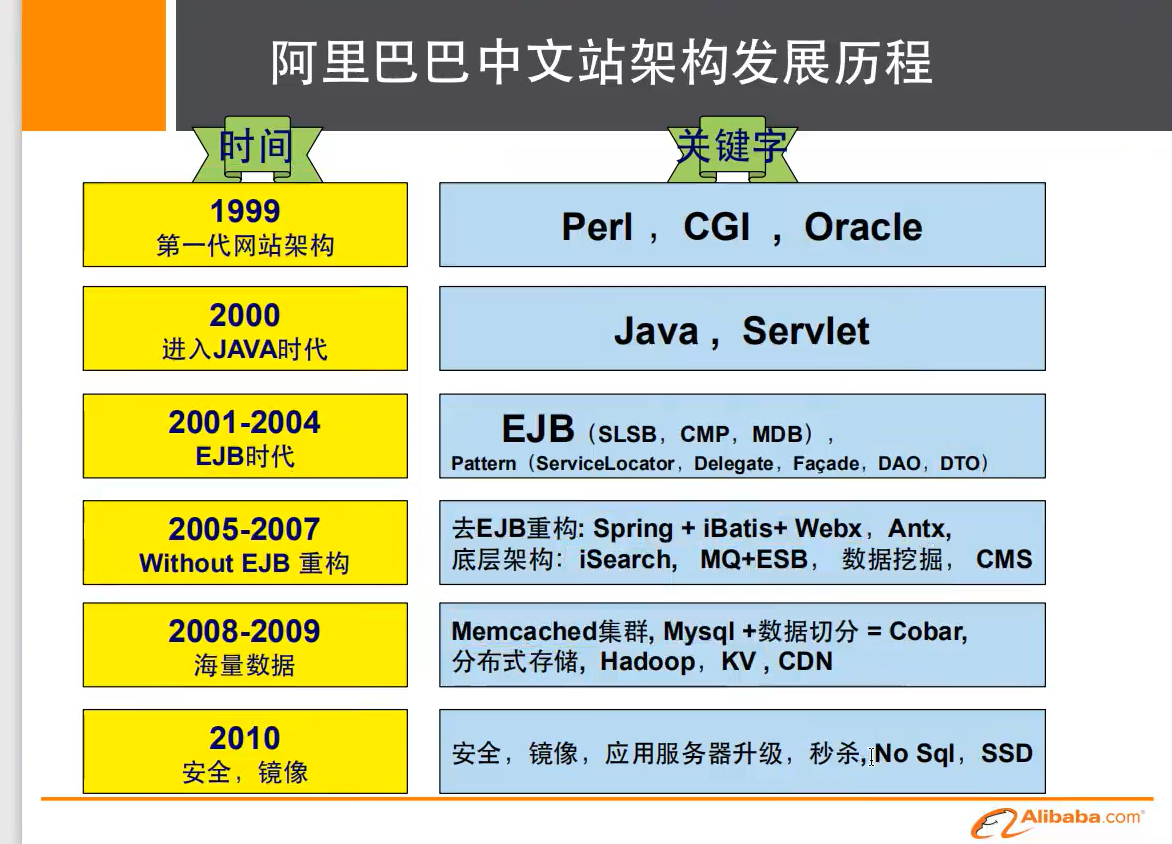 阿里巴巴中文站架构发展历程
时间
关键字
1999
第一代网站架构
Perl ， CGI ， Oracle
2000
进入JAVA时代
Java , Servlet
2001-2004
EJB时代
EJB（SLSB，CMP，MDB），
Pattern（ServiceLocator，Delegate，Façade，DAO，DTO）
2005-2007
Without EJB 重构
去EJB重构: Spring + iBatis+ Webx，Antx,
底层架构：iSearch, MQ+ESB， 数据挖掘， CMS
2008-2009
海量数据
Memcached集群, Mysql +数据切分 = Cobar,
分布式存储, Hadoop，KV , CDN
2010
安全，镜像
安全，镜像，应用服务器升级，秒杀,No Sql，SSD
Alibaba.com